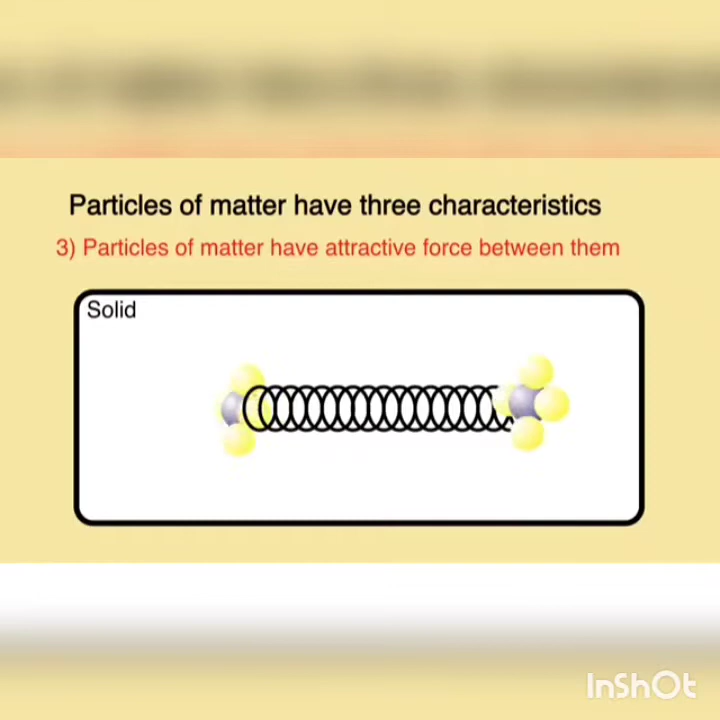 Particles of matter have three characteristics
3) Particles of matter have attractive force between them
Solid
InShOt